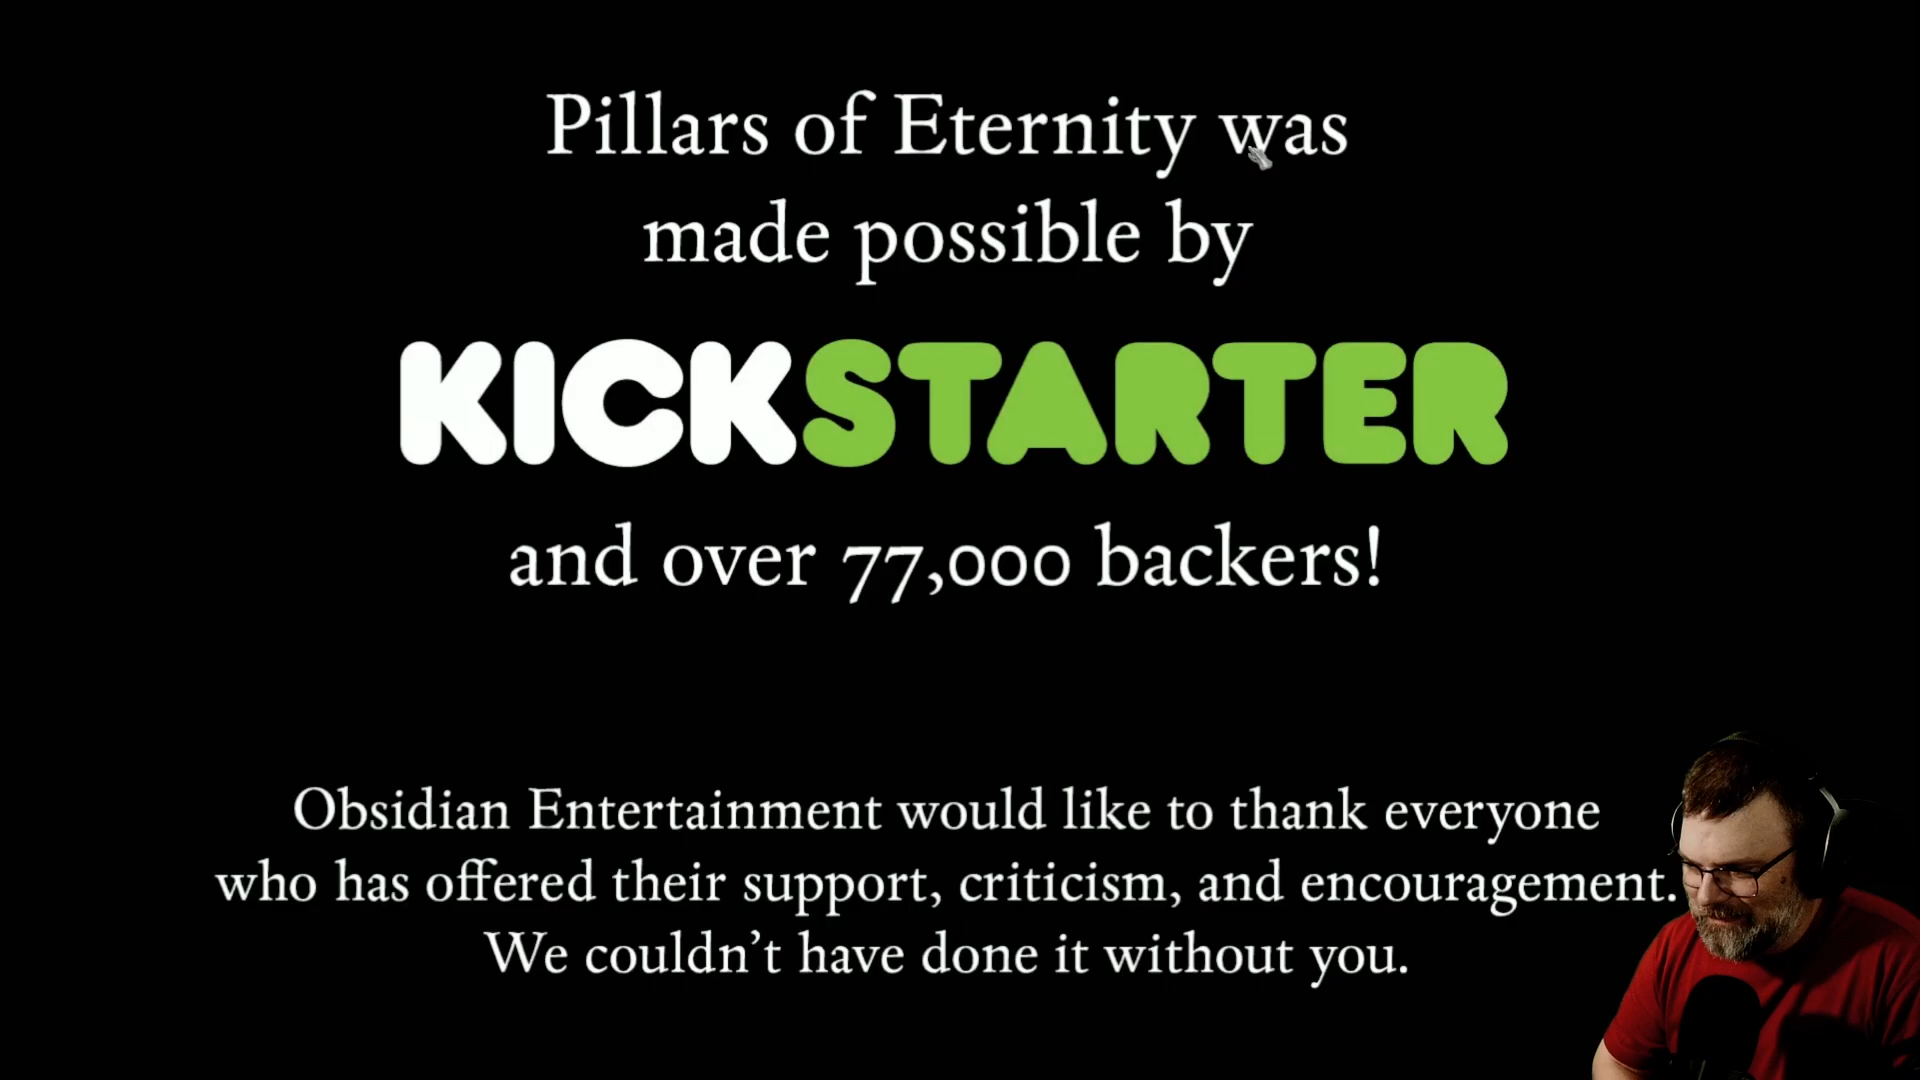 Pillars of Eternity was
made possible by
KICKSTARTER
and over 77,000 backers!
Obsidian Entertainment would like to thank everyone
who has offered their support, criticism, and encouragement.
We couldn’t have done it without you.